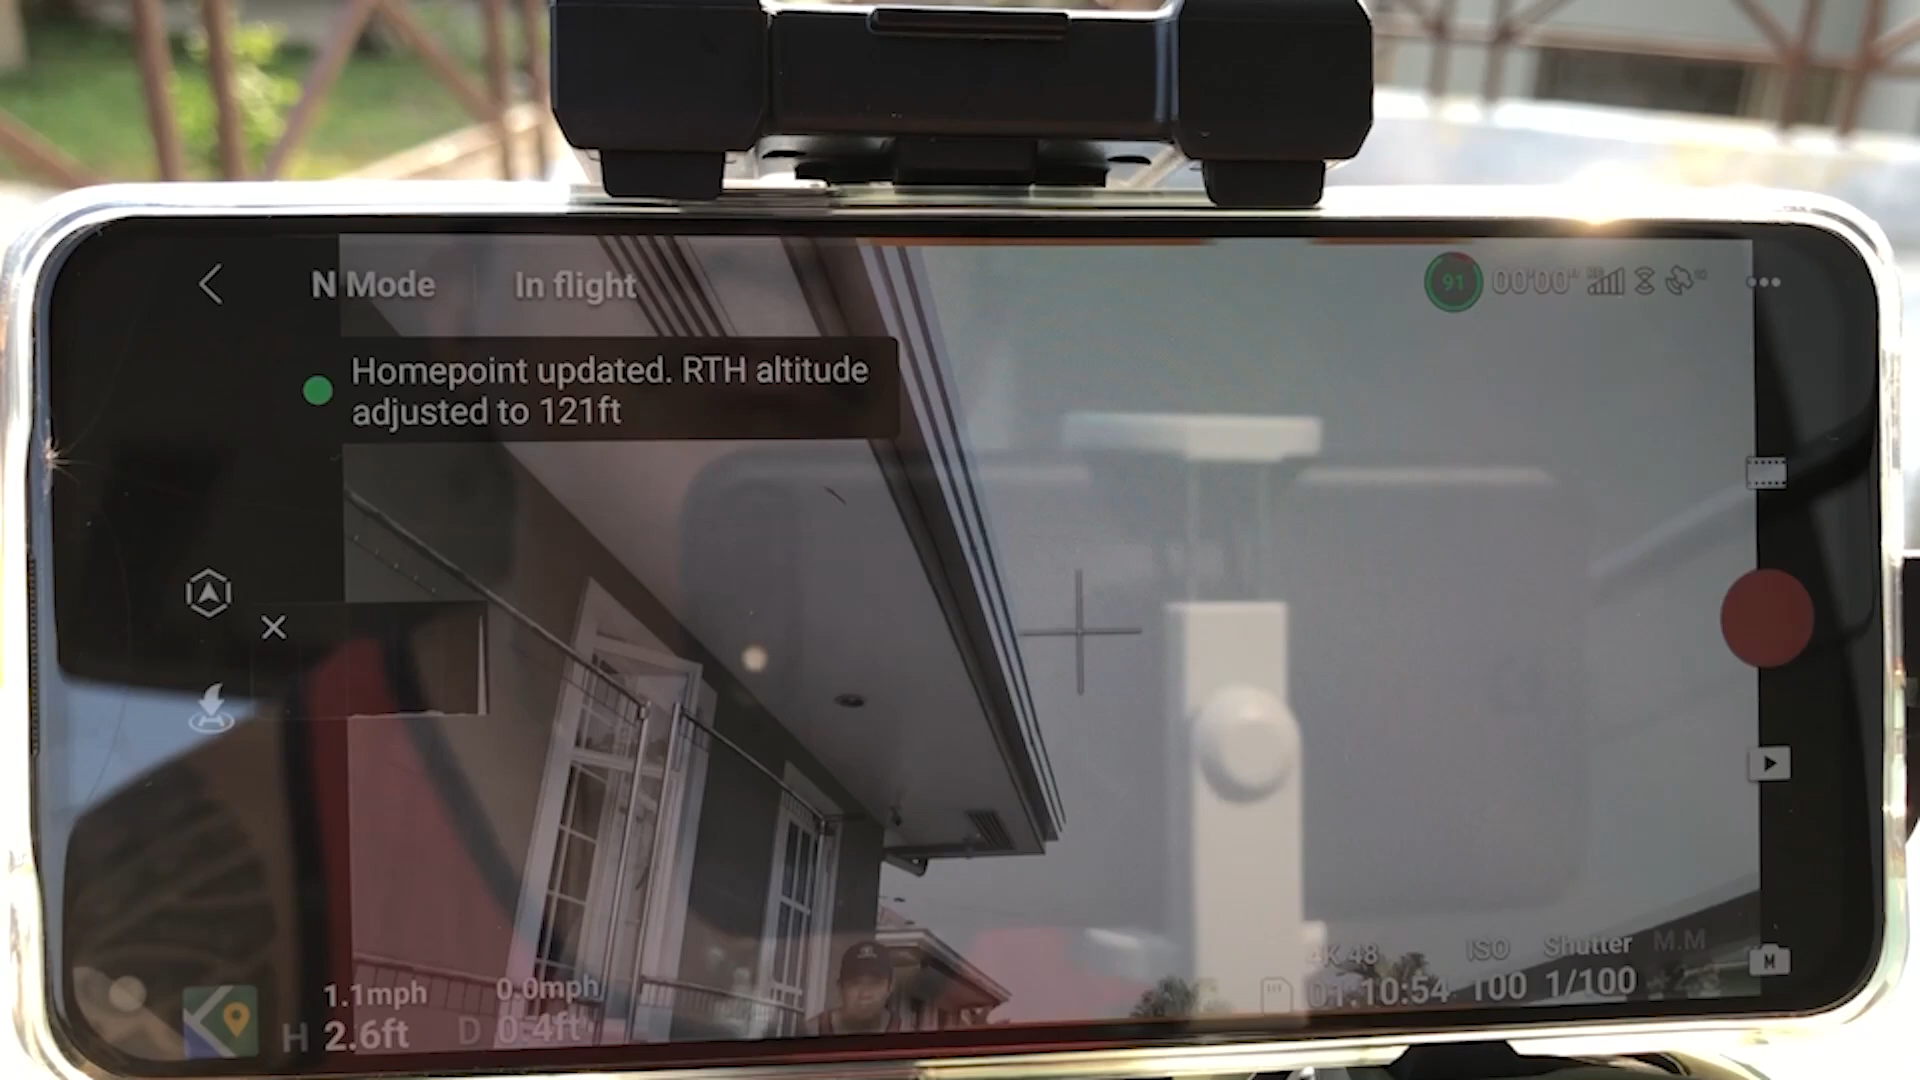 N Mode In flight
91 00'00"
Homepoint updated. RTH altitude
adjusted to 121ft
4K 48 ISO Shutter M.M
01:10:54 100 1/100
1.1mph 0.0mph
H 2.6ft D 0.4ft
M